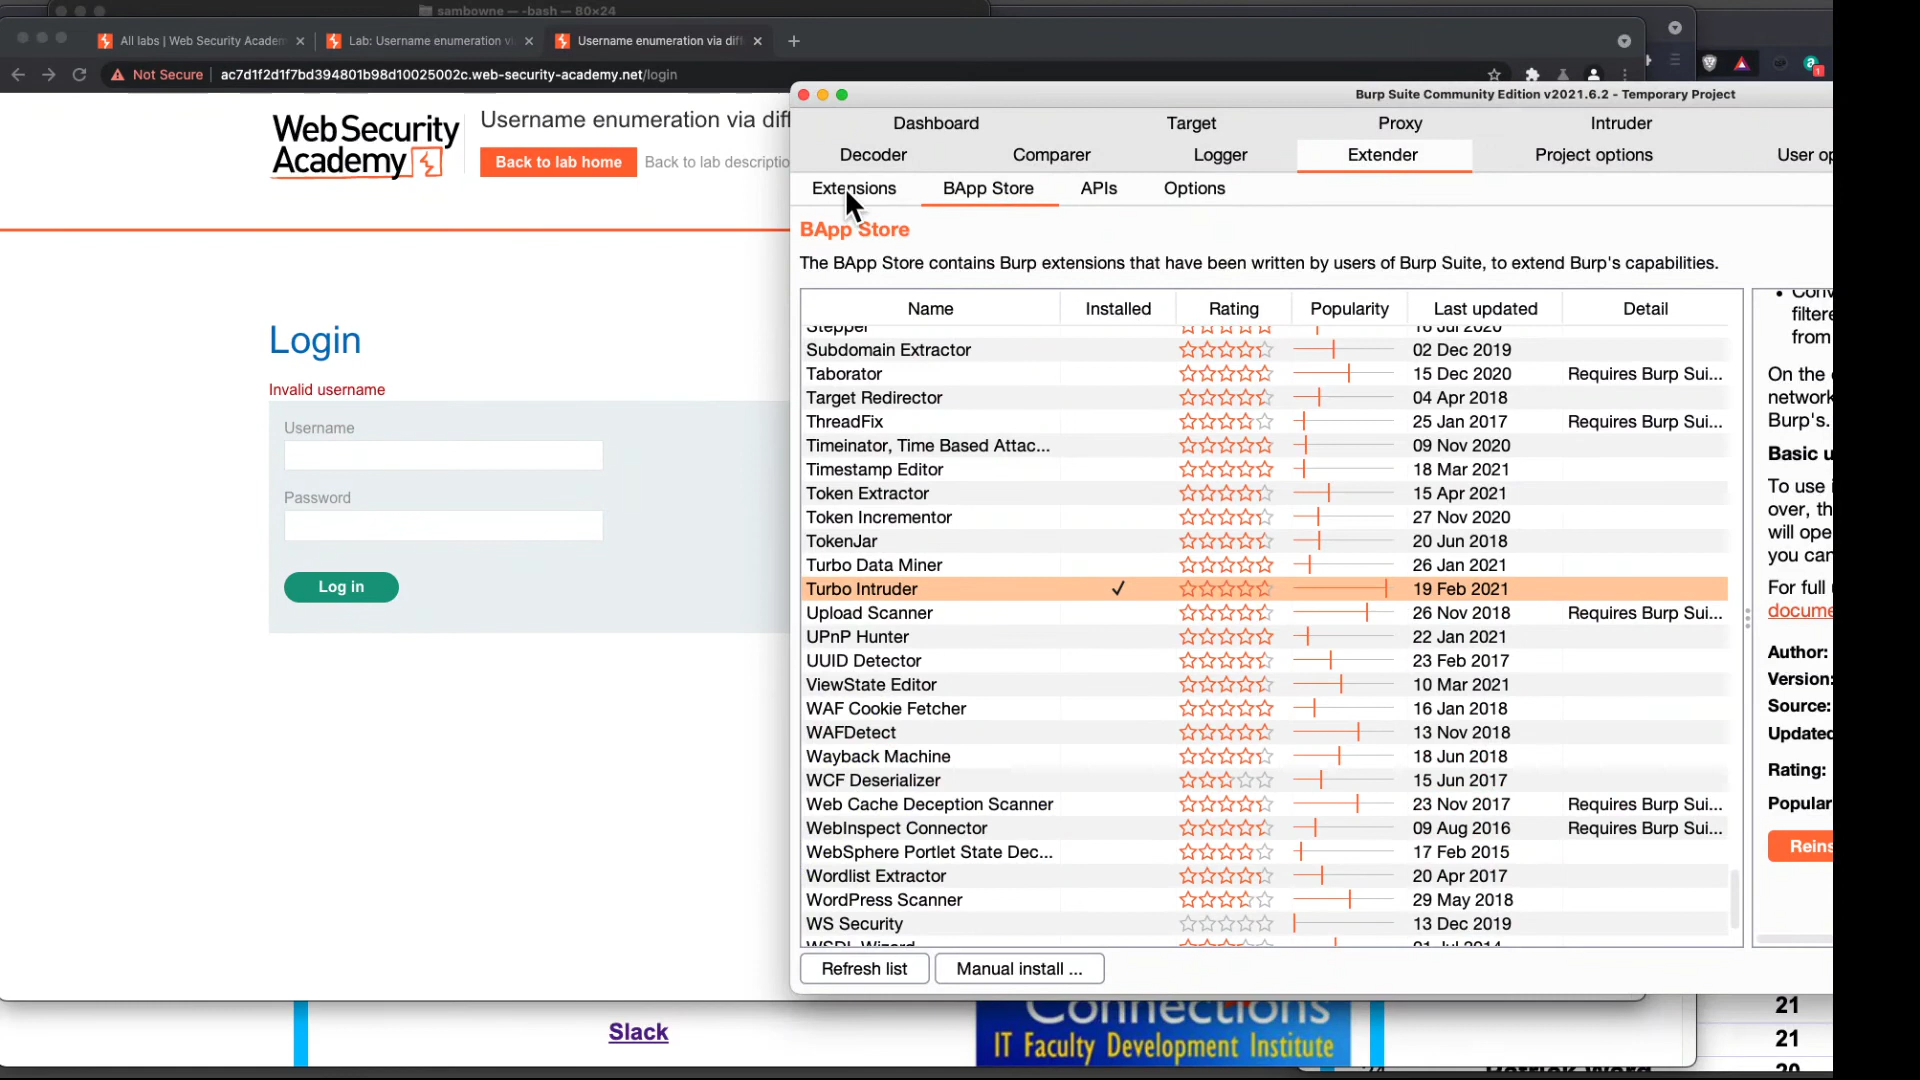 sambowne — -bash — 80×24
All labs | Web Security Academ
Lab: Username enumeration vi
Username enumeration via diff
Not Secure
ac7d1f2d1f7bd394801b98d10025002c.web-security-academy.net/login
Web Security
Academy
Username enumeration via diff
Back to lab home
Back to lab descriptio
Login
Invalid username
Username
Password
Log in
Burp Suite Community Edition v2021.6.2 - Temporary Project
Dashboard Target Proxy Intruder
Decoder Comparer Logger Extender Project options User op
Extensions BApp Store APIs Options
BApp Store
The BApp Store contains Burp extensions that have been written by users of Burp Suite, to extend Burp's capabilities.
Name Installed Rating Popularity Last updated Detail
Stepper 16 Jul 2020
Subdomain Extractor 02 Dec 2019
Taborator 15 Dec 2020 Requires Burp Sui...
Target Redirector 04 Apr 2018
ThreadFix 25 Jan 2017 Requires Burp Sui...
Timeinator, Time Based Attac... 09 Nov 2020
Timestamp Editor 18 Mar 2021
Token Extractor 15 Apr 2021
Token Incrementor 27 Nov 2020
TokenJar 20 Jun 2018
Turbo Data Miner 26 Jan 2021
Turbo Intruder ✓ 19 Feb 2021
Upload Scanner 26 Nov 2018 Requires Burp Sui...
UPnP Hunter 22 Jan 2021
UUID Detector 23 Feb 2017
ViewState Editor 10 Mar 2021
WAF Cookie Fetcher 16 Jan 2018
WAFDetect 13 Nov 2018
Wayback Machine 18 Jun 2018
WCF Deserializer 15 Jun 2017
Web Cache Deception Scanner 23 Nov 2017 Requires Burp Sui...
WebInspect Connector 09 Aug 2016 Requires Burp Sui...
WebSphere Portlet State Dec... 17 Feb 2015
Wordlist Extractor 20 Apr 2017
WordPress Scanner 29 May 2018
WS Security 13 Dec 2019
WSDL Wizard 01 Jul 2014
Refresh list
Manual install ...
• Conv
filtere
from
On the
network
Burp's.
Basic u
To use i
over, th
will ope
you can
For full
docume
Author:
Version:
Source:
Updated
Rating:
Popular
Reins
Slack
Connections
IT Faculty Development Institute
21
21
20